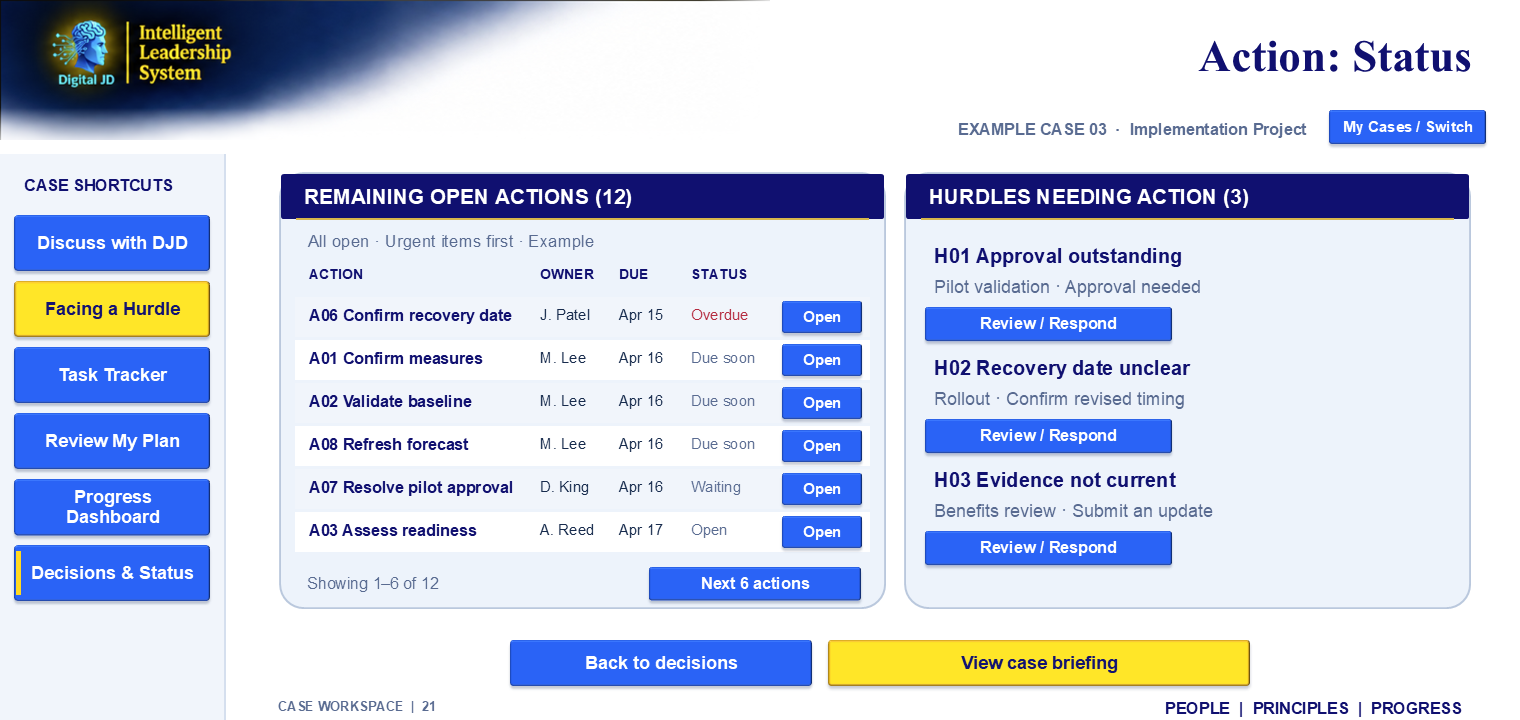 Intelligent
Leadership
System
Digital JD
Action: Status
EXAMPLE CASE 03 · Implementation Project
My Cases / Switch
CASE SHORTCUTS
Discuss with DJD
Facing a Hurdle
Task Tracker
Review My Plan
Progress
Dashboard
Decisions & Status
REMAINING OPEN ACTIONS (12)
All open · Urgent items first · Example
ACTION OWNER DUE STATUS
A06 Confirm recovery date J. Patel Apr 15 Overdue Open
A01 Confirm measures M. Lee Apr 16 Due soon Open
A02 Validate baseline M. Lee Apr 16 Due soon Open
A08 Refresh forecast M. Lee Apr 16 Due soon Open
A07 Resolve pilot approval D. King Apr 16 Waiting Open
A03 Assess readiness A. Reed Apr 17 Open Open
Showing 1–6 of 12
Next 6 actions
HURDLES NEEDING ACTION (3)
H01 Approval outstanding
Pilot validation · Approval needed
Review / Respond
H02 Recovery date unclear
Rollout · Confirm revised timing
Review / Respond
H03 Evidence not current
Benefits review · Submit an update
Review / Respond
Back to decisions
View case briefing
CASE WORKSPACE | 21
PEOPLE | PRINCIPLES | PROGRESS